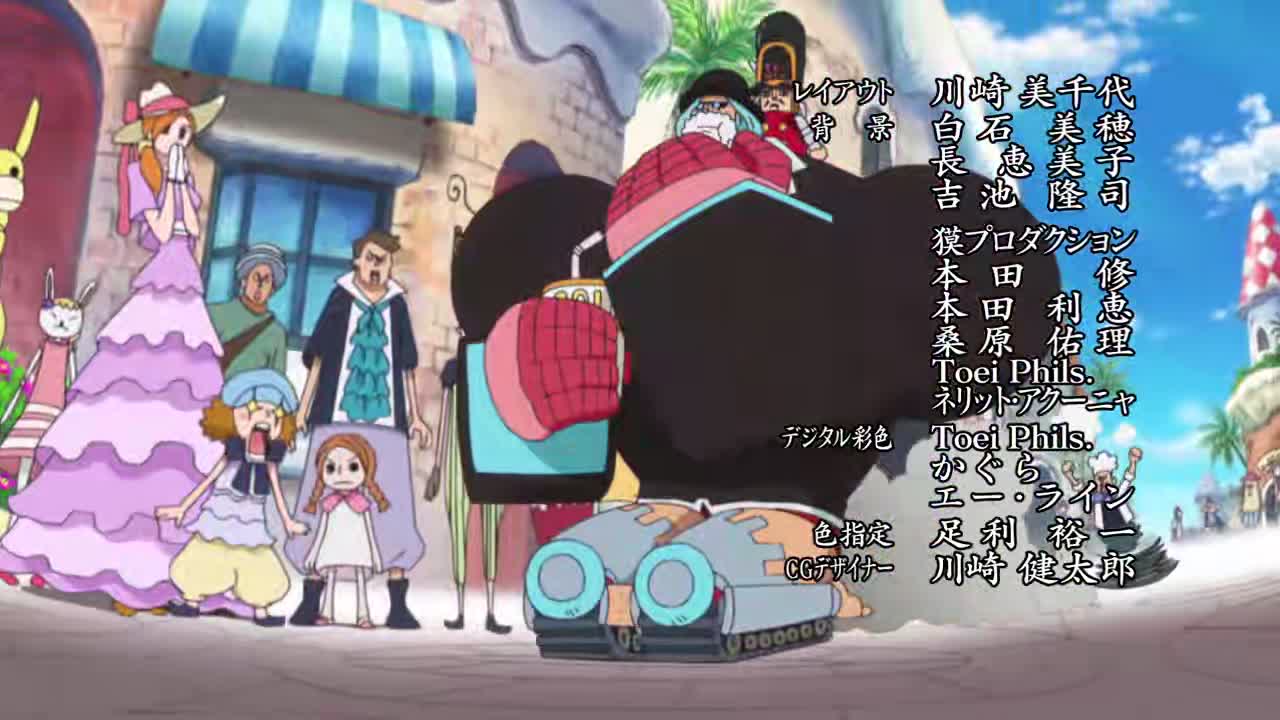 レイアウト 川崎 美千代
背景 白石 美穂
長 恵美子
吉池 隆司
獏プロダクション
本田 修
本田 利恵
桑原 佑理
Toei Phils.
ネリット・アクーニャ
デジタル彩色 Toei Phils.
かぐら
エー・ライン
色指定 足利 裕一
CGデザイナー 川崎 健太郎